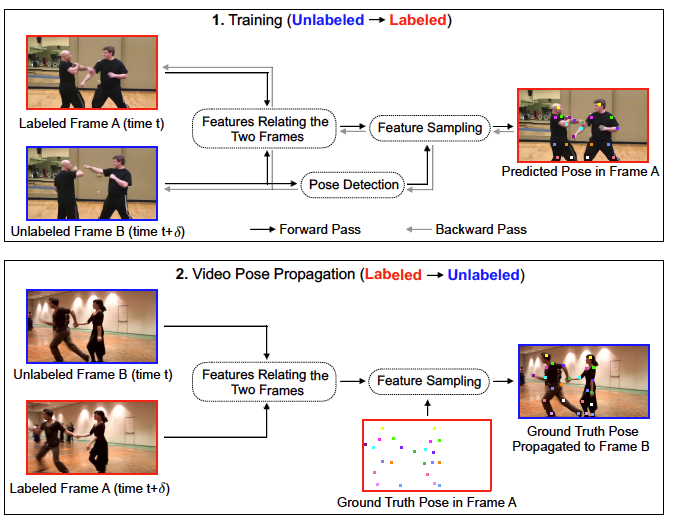 1. Training (Unlabeled → Labeled)
Labeled Frame A (time t)
Features Relating the
Two Frames
Feature Sampling
Predicted Pose in Frame A
Pose Detection
Unlabeled Frame B (time t+δ)
Forward Pass
Backward Pass
2. Video Pose Propagation (Labeled → Unlabeled)
Unlabeled Frame B (time t)
Features Relating the
Two Frames
Feature Sampling
Ground Truth Pose
Propagated to Frame B
Labeled Frame A (time t+δ)
Ground Truth Pose in Frame A